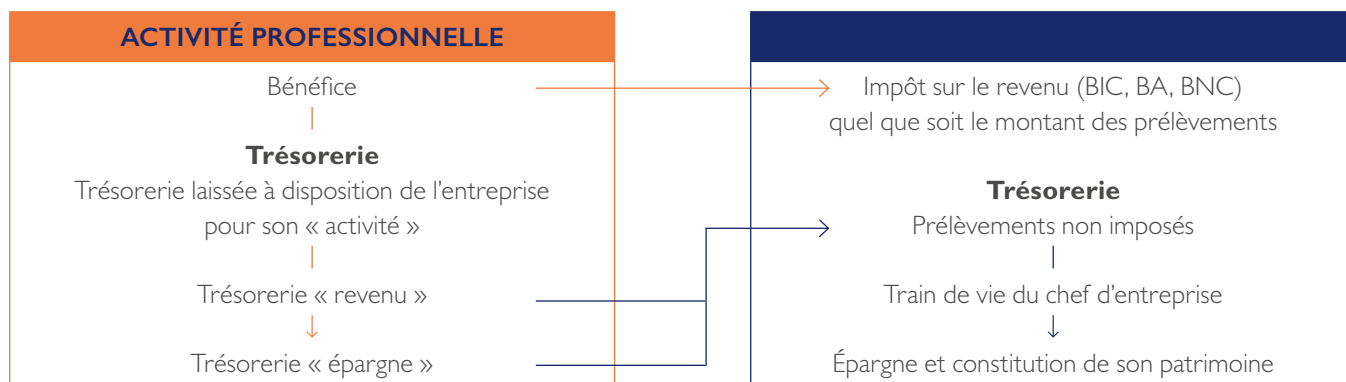 ACTIVITÉ PROFESSIONNELLE
Bénéfice
Trésorerie
Trésorerie laissée à disposition de l’entreprise
pour son « activité »
Trésorerie « revenu »
Trésorerie « épargne »
Impôt sur le revenu (BIC, BA, BNC)
quel que soit le montant des prélèvements
Trésorerie
Prélèvements non imposés
Train de vie du chef d’entreprise
Épargne et constitution de son patrimoine